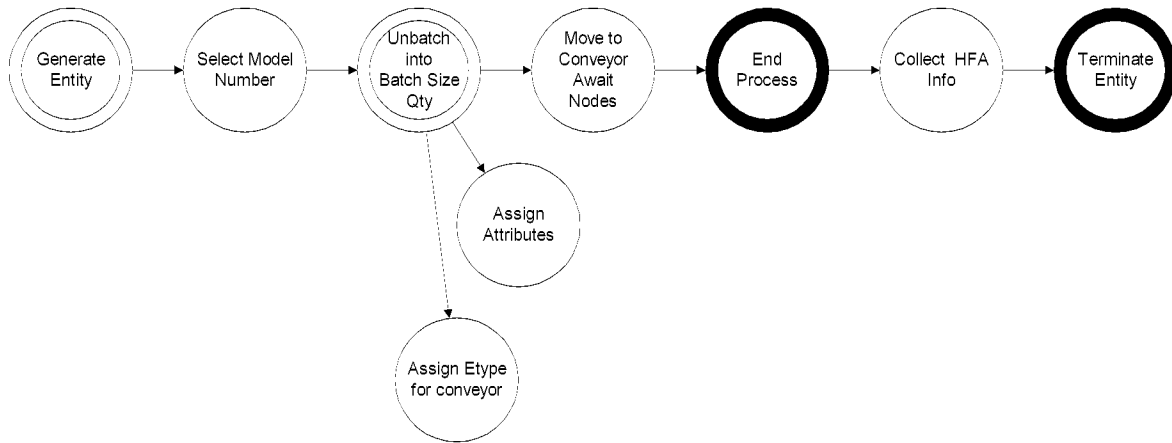 Generate
Entity
Select Model
Number
Unbatch
into
Batch Size
Qty
Move to
Conveyor
Await
Nodes
End
Process
Collect HFA
Info
Terminate
Entity
Assign
Attributes
Assign Etype
for conveyor